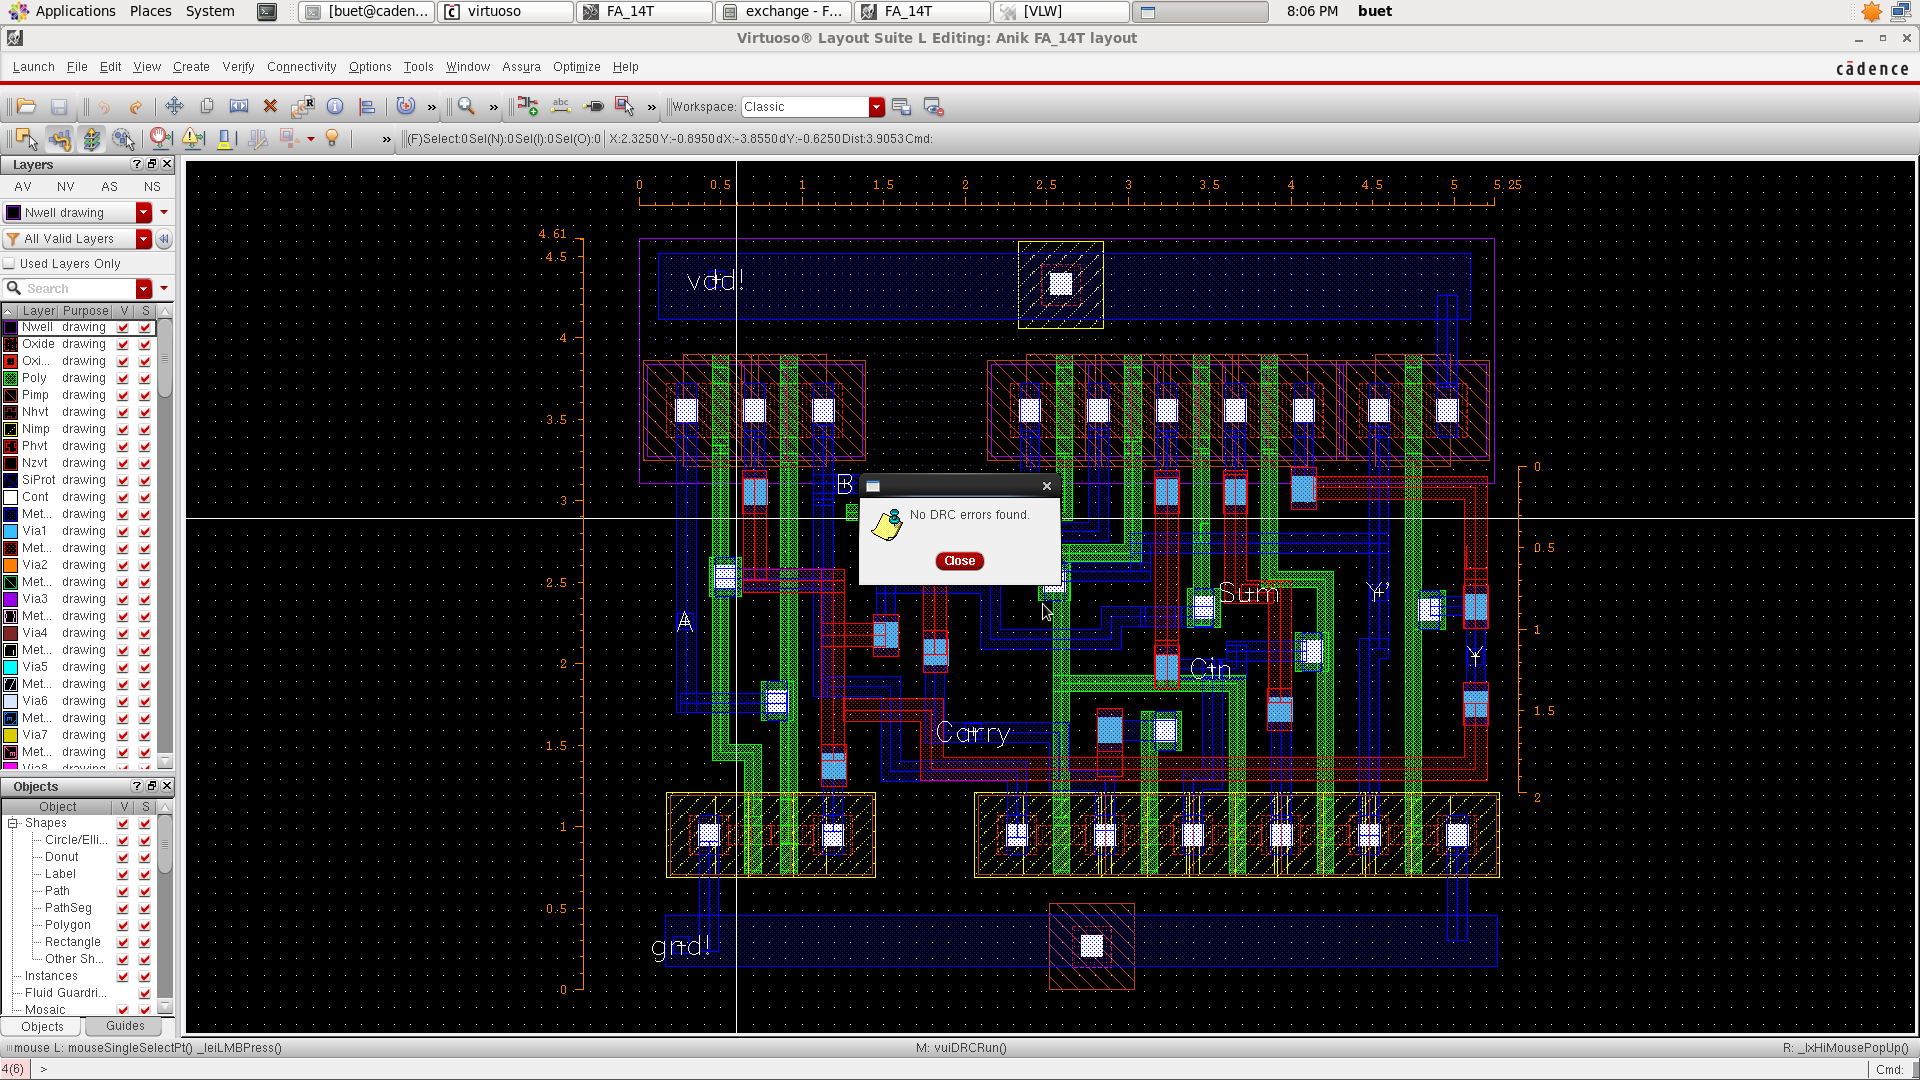 Applications Places System [buet@caden... virtuoso FA_14T exchange - F... FA_14T [VLW] 8:06 PM buet
Virtuoso® Layout Suite L Editing: Anik FA_14T layout
Launch File Edit View Create Verify Connectivity Options Tools Window Assura Optimize Help cādence
Workspace: Classic
(F)Select:0 Sel(N):0 Sel(I):0 Sel(O):0 X:2.3250 Y:-0.8950 dX:-3.8550 dY:-0.6250 Dist:3.9053 Cmd:
Layers
AV NV AS NS
Nwell drawing
All Valid Layers
Used Layers Only
Search
Layer Purpose V S
Nwell drawing
Oxide drawing
Oxi... drawing
Poly drawing
Pimp drawing
Nhvt drawing
Nimp drawing
Phvt drawing
Nzvt drawing
SiProt drawing
Cont drawing
Met... drawing
Via1 drawing
Met... drawing
Via2 drawing
Met... drawing
Via3 drawing
Met... drawing
Via4 drawing
Met... drawing
Via5 drawing
Met... drawing
Via6 drawing
Met... drawing
Via7 drawing
Met... drawing
Via8 drawing
Objects
Object V S
Shapes
Circle/Elli...
Donut
Label
Path
PathSeg
Polygon
Rectangle
Other Sh...
Instances
Fluid Guardri...
Mosaic
Objects Guides
0 0.5 1 1.5 2 2.5 3 3.5 4 4.5 5 5.25
4.61
4.5
4
3.5
3
2.5
2
1.5
1
0.5
0
0
0.5
1
1.5
2
vdd!
B
No DRC errors found.
Close
A
Sum
Y'
Cin
Y
Carry
gnd!
mouse L: mouseSingleSelectPt() _leiLMBPress() M: vuiDRCRun() R: _lxHiMousePopUp()
4(6) > Cmd: